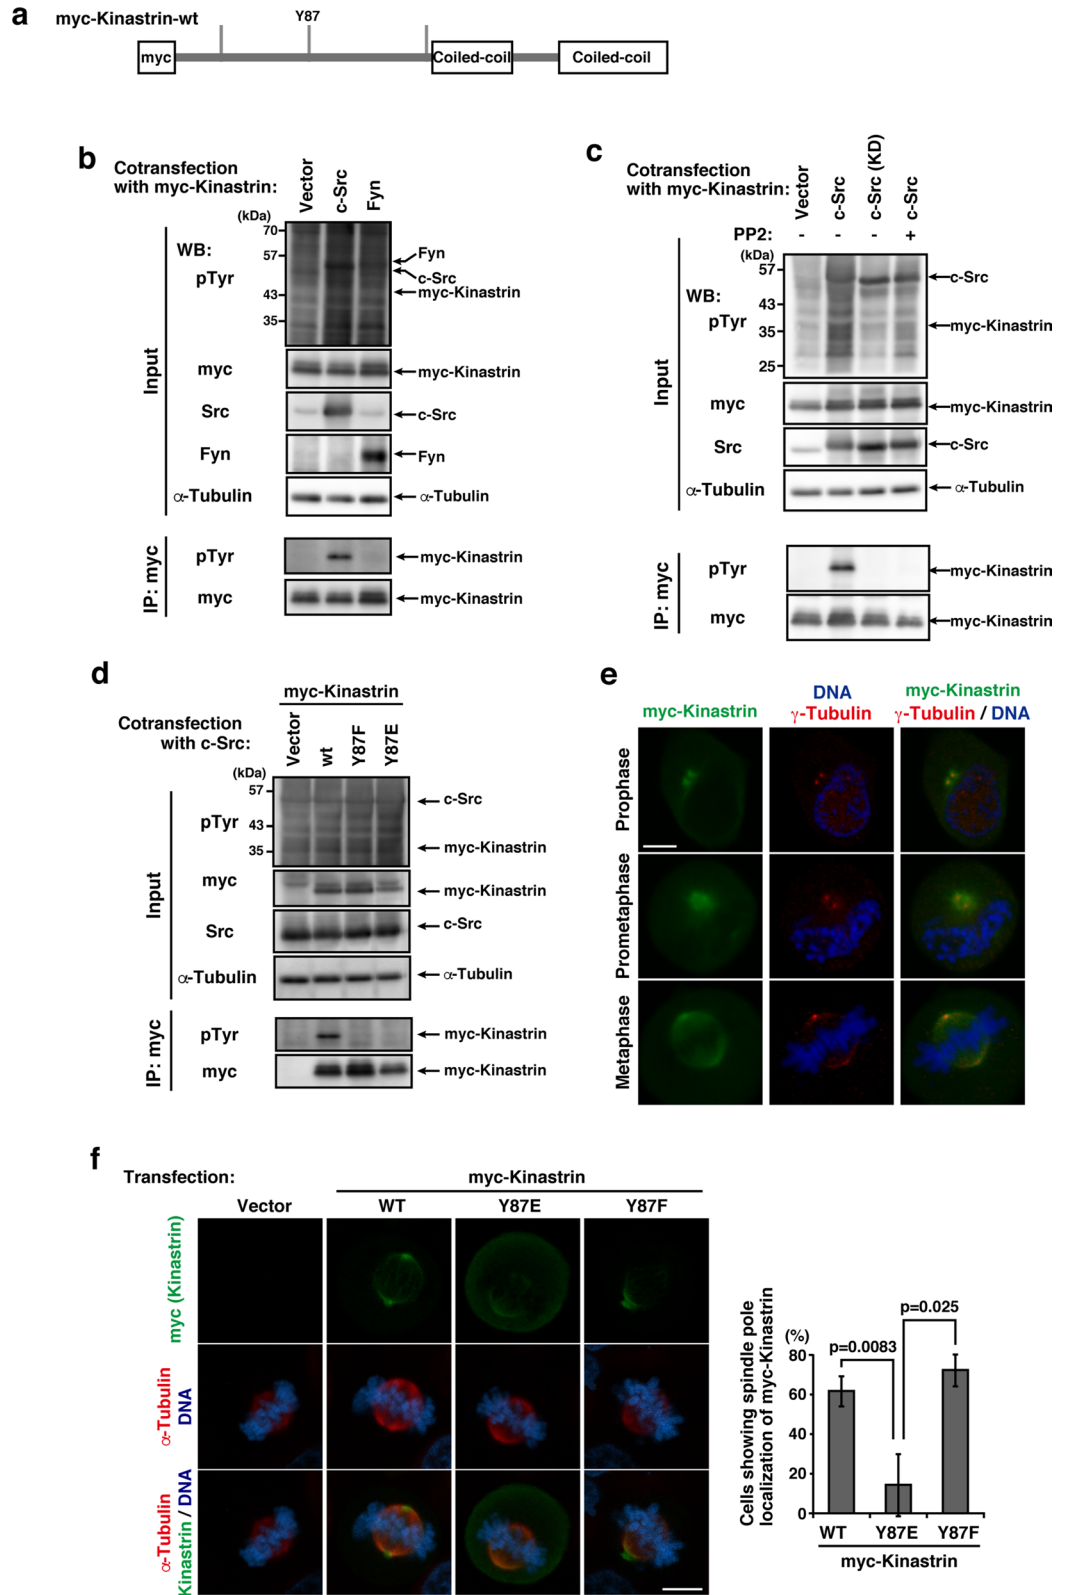 a
myc-Kinastrin-wt
Y87
myc
Coiled-coil
Coiled-coil
b
Cotransfection
with myc-Kinastrin:
Vector
c-Src
Fyn
(kDa)
Input
WB:
pTyr
70
57
43
35
Fyn
c-Src
myc-Kinastrin
myc
myc-Kinastrin
Src
c-Src
Fyn
Fyn
α-Tubulin
α-Tubulin
IP: myc
pTyr
myc-Kinastrin
myc
myc-Kinastrin
c
Cotransfection
with myc-Kinastrin:
Vector
c-Src
c-Src (KD)
c-Src
PP2:
- - - +
(kDa)
Input
WB:
pTyr
57
43
35
25
c-Src
myc-Kinastrin
myc
myc-Kinastrin
Src
c-Src
α-Tubulin
α-Tubulin
IP: myc
pTyr
myc-Kinastrin
myc
myc-Kinastrin
d
myc-Kinastrin
Cotransfection
with c-Src:
Vector
wt
Y87F
Y87E
(kDa)
Input
pTyr
57
43
35
c-Src
myc-Kinastrin
myc
myc-Kinastrin
Src
c-Src
α-Tubulin
α-Tubulin
IP: myc
pTyr
myc-Kinastrin
myc
myc-Kinastrin
e
myc-Kinastrin
DNA
γ-Tubulin
myc-Kinastrin
γ-Tubulin / DNA
Prophase
Prometaphase
Metaphase
f
Transfection:
myc-Kinastrin
Vector
WT
Y87E
Y87F
myc (Kinastrin)
α-Tubulin
DNA
α-Tubulin
Kinastrin / DNA
Cells showing spindle pole
localization of myc-Kinastrin
(%)
80
60
40
20
0
p=0.0083
p=0.025
WT
Y87E
Y87F
myc-Kinastrin